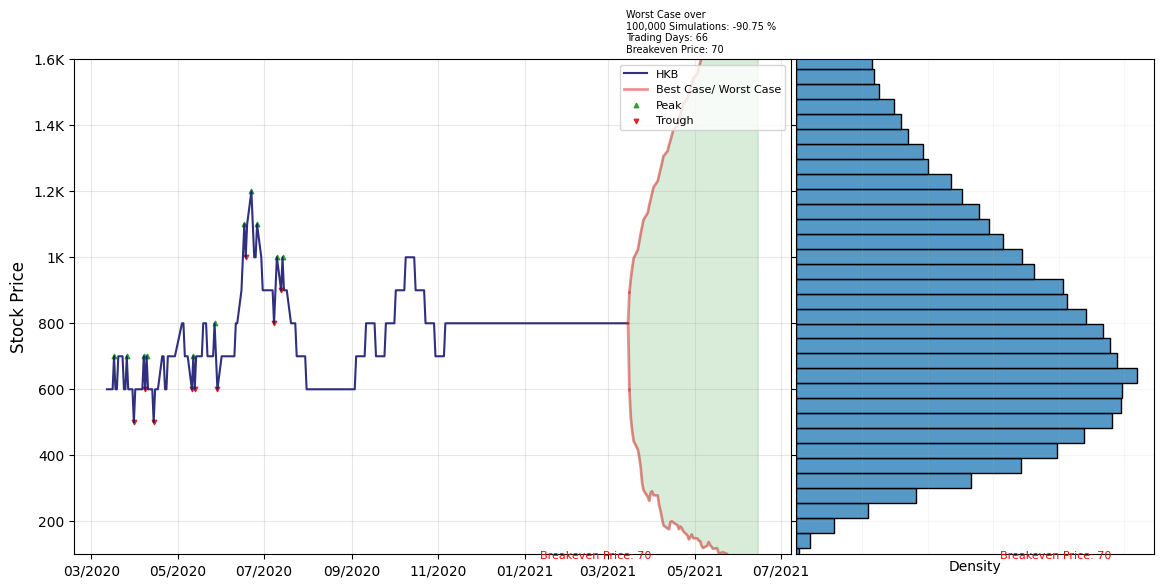 Worst Case over
100,000 Simulations: -90.75 %
Trading Days: 66
Breakeven Price: 70
HKB
Best Case/ Worst Case
Peak
Trough
Stock Price
1.6K
1.4K
1.2K
1K
800
600
400
200
Breakeven Price: 70
Breakeven Price: 70
03/2020 05/2020 07/2020 09/2020 11/2020 01/2021 03/2021 05/2021 07/2021
Density